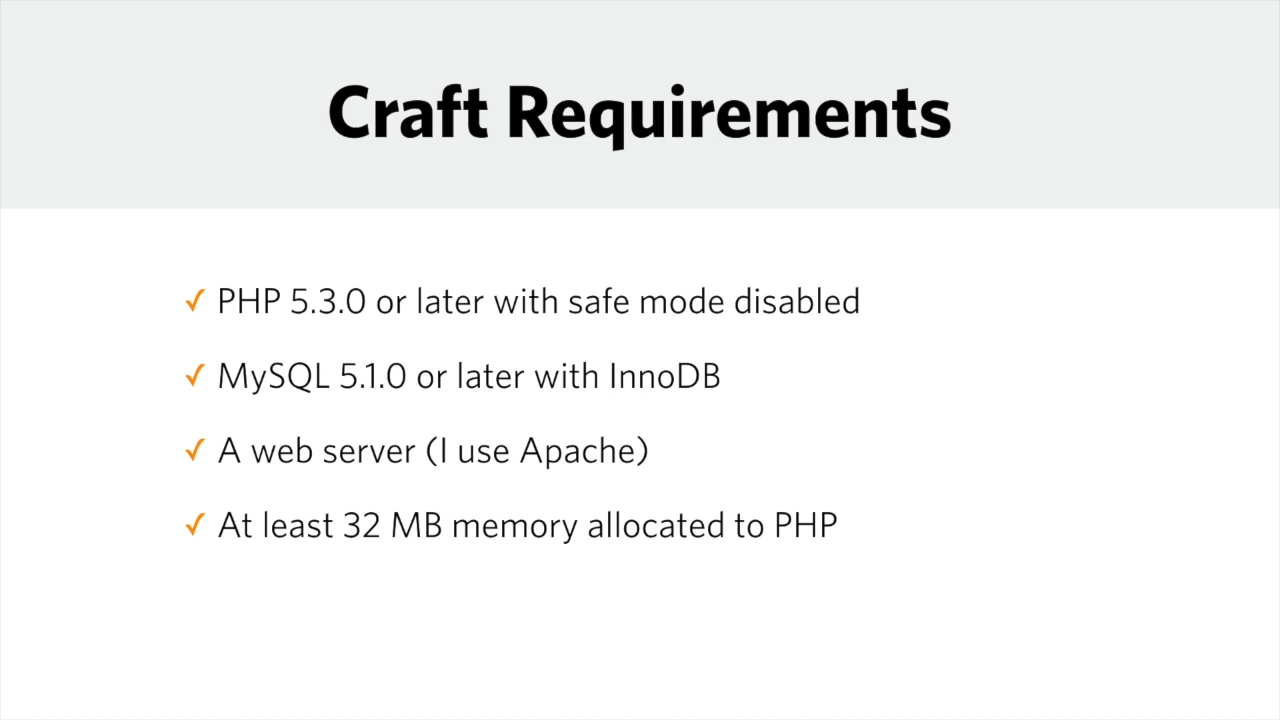 Craft Requirements
✓ PHP 5.3.0 or later with safe mode disabled
✓ MySQL 5.1.0 or later with InnoDB
✓ A web server (I use Apache)
✓ At least 32 MB memory allocated to PHP